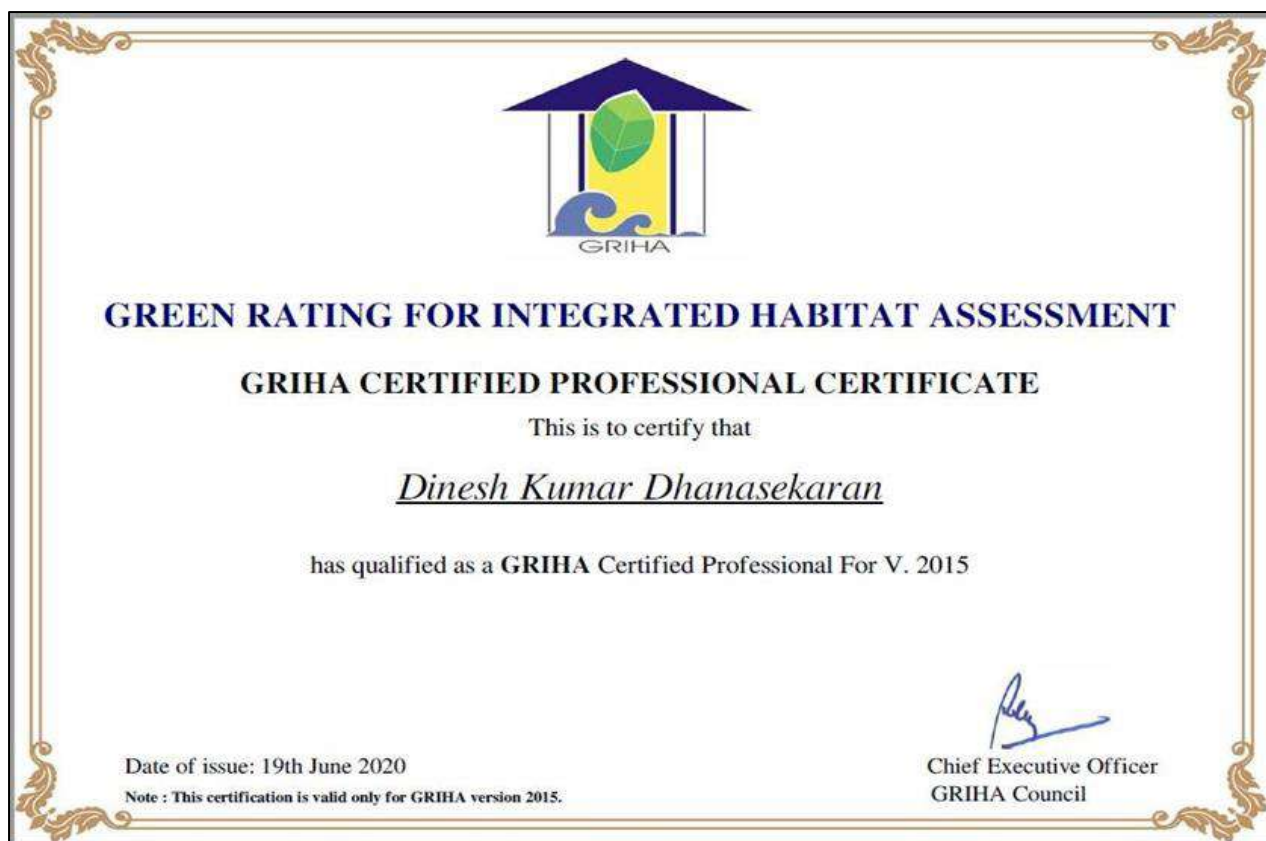 GRIHA
GREEN RATING FOR INTEGRATED HABITAT ASSESSMENT
GRIHA CERTIFIED PROFESSIONAL CERTIFICATE
This is to certify that
Dinesh Kumar Dhanasekaran
has qualified as a GRIHA Certified Professional For V. 2015
Date of issue: 19th June 2020
Note : This certification is valid only for GRIHA version 2015.
Chief Executive Officer
GRIHA Council